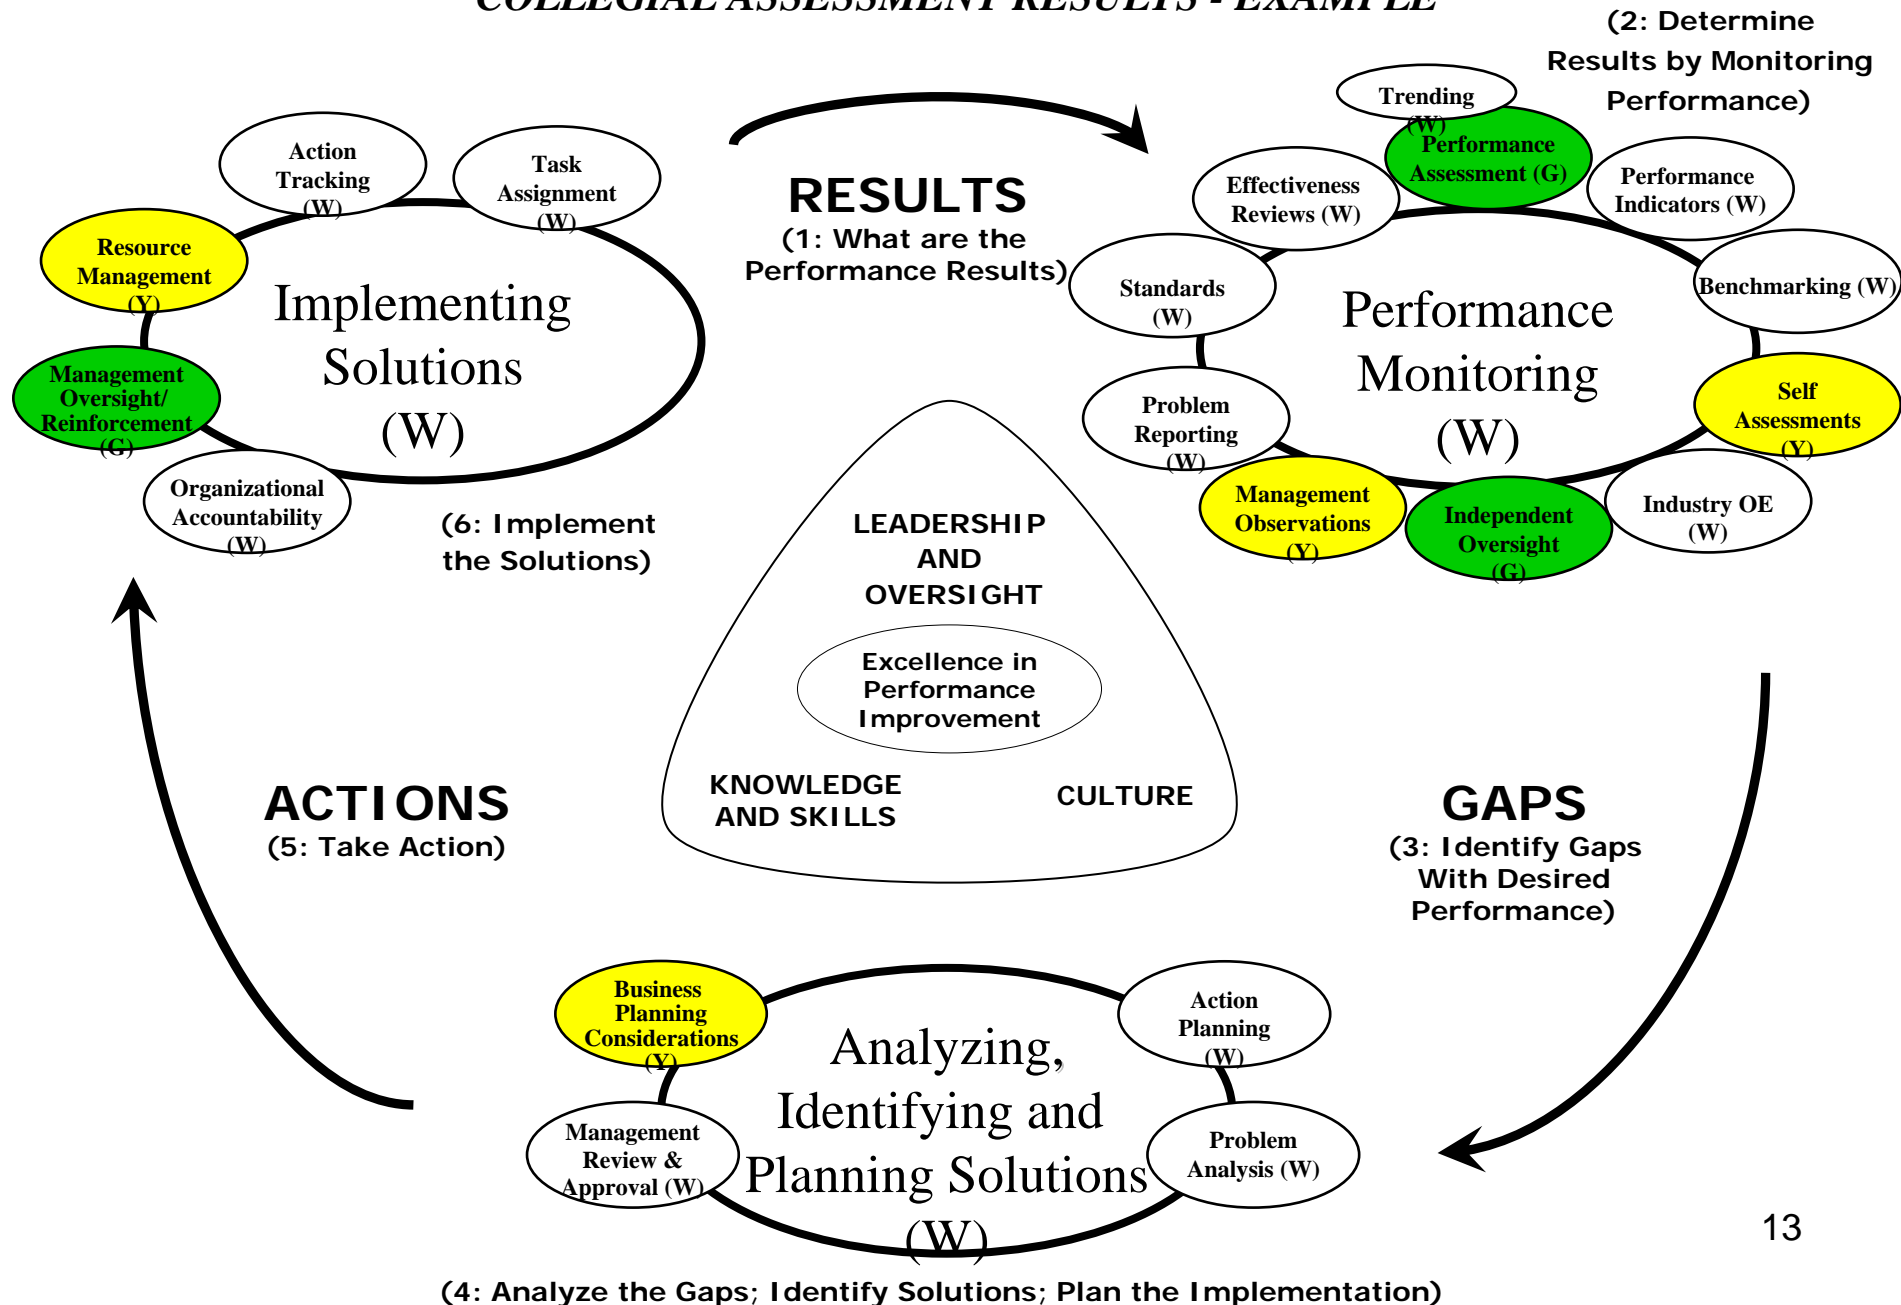 COLLEGIAL ASSESSMENT RESULTS - EXAMPLE
(2: Determine
Results by Monitoring
Performance)
Action
Tracking
(W)
Task
Assignment
(W)
Resource
Management
(Y)
Management
Oversight/
Reinforcement
(G)
Organizational
Accountability
(W)
Implementing
Solutions
(W)
(6: Implement
the Solutions)
RESULTS
(1: What are the
Performance Results)
Trending
(W)
Performance
Assessment (G)
Effectiveness
Reviews (W)
Performance
Indicators (W)
Standards
(W)
Benchmarking (W)
Performance
Monitoring
(W)
Problem
Reporting
(W)
Self
Assessments
(Y)
Management
Observations
(Y)
Independent
Oversight
(G)
Industry OE
(W)
LEADERSHIP
AND
OVERSIGHT
Excellence in
Performance
Improvement
KNOWLEDGE
AND SKILLS
CULTURE
ACTIONS
(5: Take Action)
GAPS
(3: Identify Gaps
With Desired
Performance)
Business
Planning
Considerations
(Y)
Action
Planning
(W)
Analyzing,
Identifying and
Planning Solutions
(W)
Management
Review &
Approval (W)
Problem
Analysis (W)
13
(4: Analyze the Gaps; Identify Solutions; Plan the Implementation)